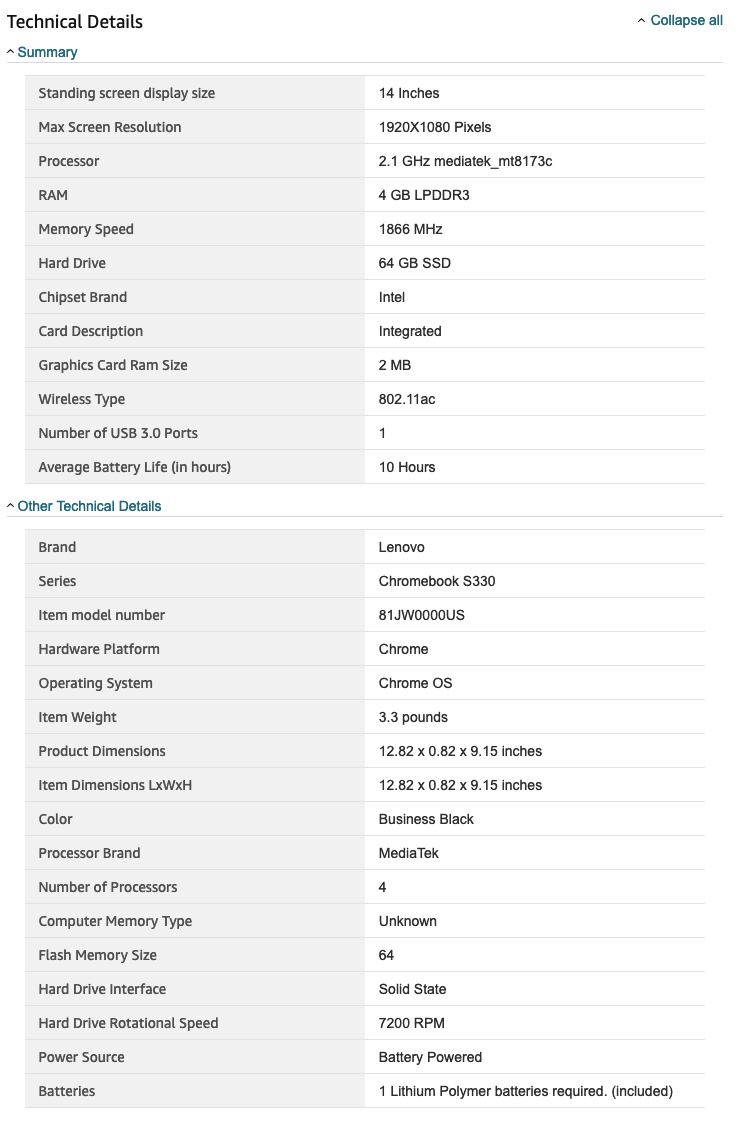 Technical Details
Collapse all
Summary
Standing screen display size 14 Inches
Max Screen Resolution 1920X1080 Pixels
Processor 2.1 GHz mediatek_mt8173c
RAM 4 GB LPDDR3
Memory Speed 1866 MHz
Hard Drive 64 GB SSD
Chipset Brand Intel
Card Description Integrated
Graphics Card Ram Size 2 MB
Wireless Type 802.11ac
Number of USB 3.0 Ports 1
Average Battery Life (in hours) 10 Hours
Other Technical Details
Brand Lenovo
Series Chromebook S330
Item model number 81JW0000US
Hardware Platform Chrome
Operating System Chrome OS
Item Weight 3.3 pounds
Product Dimensions 12.82 x 0.82 x 9.15 inches
Item Dimensions LxWxH 12.82 x 0.82 x 9.15 inches
Color Business Black
Processor Brand MediaTek
Number of Processors 4
Computer Memory Type Unknown
Flash Memory Size 64
Hard Drive Interface Solid State
Hard Drive Rotational Speed 7200 RPM
Power Source Battery Powered
Batteries 1 Lithium Polymer batteries required. (included)